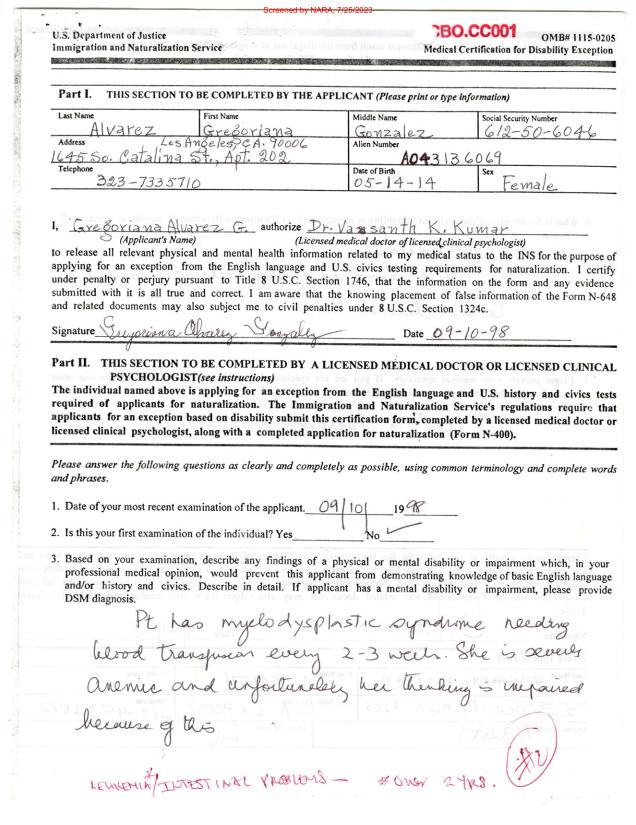 Screened by NARA, 7/25/2023
U.S. Department of Justice
Immigration and Naturalization Service
BO.CC001
OMB# 1115-0205
Medical Certification for Disability Exception
Part I. THIS SECTION TO BE COMPLETED BY THE APPLICANT (Please print or type information)
Last Name First Name Middle Name Social Security Number
Alvarez Gregoriana Gonzalez 612-50-6046
Address Los Angeles, CA. 90006 Alien Number
1645 So. Catalina St., Apt. 202 A043136069
Telephone Date of Birth Sex
323-7335710 05-14-14 Female
I, Gregoriana Alvarez G. authorize Dr. Vassanth K. Kumar
(Applicant's Name) (Licensed medical doctor of licensed clinical psychologist)
to release all relevant physical and mental health information related to my medical status to the INS for the purpose of
applying for an exception from the English language and U.S. civics testing requirements for naturalization. I certify
under penalty or perjury pursuant to Title 8 U.S.C. Section 1746, that the information on the form and any evidence
submitted with it is all true and correct. I am aware that the knowing placement of false information of the Form N-648
and related documents may also subject me to civil penalties under 8 U.S.C. Section 1324c.
Signature Gregoriana Alvarez Gonzalez Date 09-10-98
Part II. THIS SECTION TO BE COMPLETED BY A LICENSED MEDICAL DOCTOR OR LICENSED CLINICAL
PSYCHOLOGIST(see instructions)
The individual named above is applying for an exception from the English language and U.S. history and civics tests
required of applicants for naturalization. The Immigration and Naturalization Service's regulations require that
applicants for an exception based on disability submit this certification form, completed by a licensed medical doctor or
licensed clinical psychologist, along with a completed application for naturalization (Form N-400).
Please answer the following questions as clearly and completely as possible, using common terminology and complete words
and phrases.
1. Date of your most recent examination of the applicant. 09/10/ 1998
2. Is this your first examination of the individual? Yes No ✓
3. Based on your examination, describe any findings of a physical or mental disability or impairment which, in your
professional medical opinion, would prevent this applicant from demonstrating knowledge of basic English language
and/or history and civics. Describe in detail. If applicant has a mental disability or impairment, please provide
DSM diagnosis.
Pt has myelodysplastic syndrome needing
blood transfusion every 2-3 weeks. She is severely
anemic and unfortunately her thinking is impaired
because of this
#2
LEUKEMIA*/INTESTINAL PROBLEMS — # OVER 2 YRS.